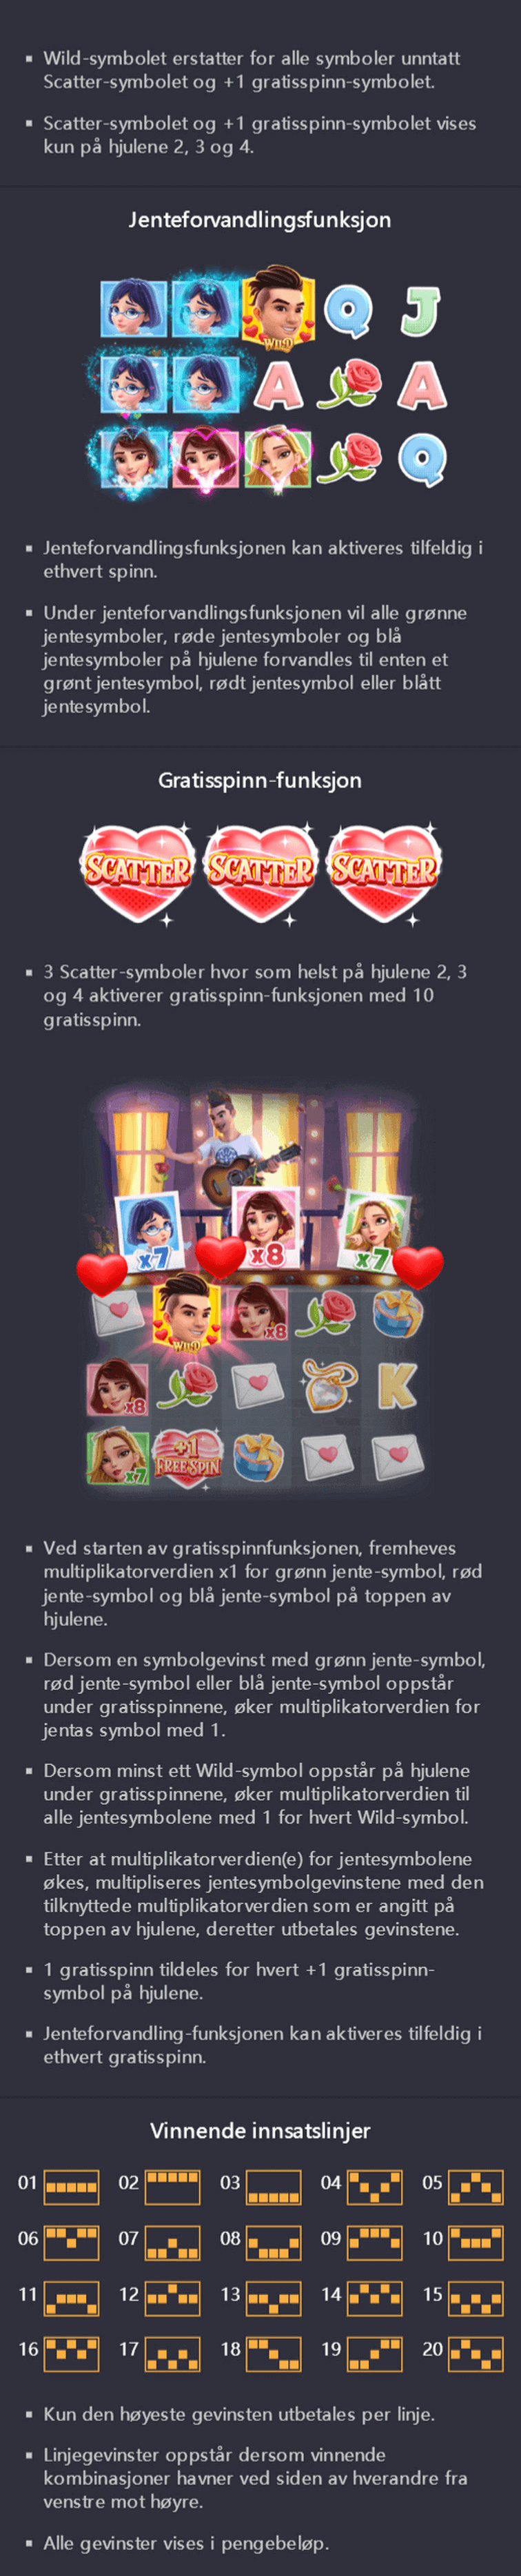 ▪ Wild-symbolet erstatter for alle symboler unntatt
Scatter-symbolet og +1 gratisspinn-symbolet.
▪ Scatter-symbolet og +1 gratisspinn-symbolet vises
kun på hjulene 2, 3 og 4.
Jenteforvandlingsfunksjon
WILD Q J
A A
Q
▪ Jenteforvandlingsfunksjonen kan aktiveres tilfeldig i
ethvert spinn.
▪ Under jenteforvandlingsfunksjonen vil alle grønne
jentesymboler, røde jentesymboler og blå
jentesymboler på hjulene forvandles til enten et
grønt jentesymbol, rødt jentesymbol eller blått
jentesymbol.
Gratisspinn-funksjon
SCATTER SCATTER SCATTER
▪ 3 Scatter-symboler hvor som helst på hjulene 2, 3
og 4 aktiverer gratisspinn-funksjonen med 10
gratisspinn.
x7 x8 x7
WILD x8
x8 K
x7 +1 FREE SPIN
▪ Ved starten av gratisspinnfunksjonen, fremheves
multiplikatorverdien x1 for grønn jente-symbol, rød
jente-symbol og blå jente-symbol på toppen av
hjulene.
▪ Dersom en symbolgevinst med grønn jente-symbol,
rød jente-symbol eller blå jente-symbol oppstår
under gratisspinnene, øker multiplikatorverdien for
jentas symbol med 1.
▪ Dersom minst ett Wild-symbol oppstår på hjulene
under gratisspinnene, øker multiplikatorverdien til
alle jentesymbolene med 1 for hvert Wild-symbol.
▪ Etter at multiplikatorverdien(e) for jentesymbolene
økes, multipliseres jentesymbolgevinstene med den
tilknyttede multiplikatorverdien som er angitt på
toppen av hjulene, deretter utbetales gevinstene.
▪ 1 gratisspinn tildeles for hvert +1 gratisspinn-
symbol på hjulene.
▪ Jenteforvandling-funksjonen kan aktiveres tilfeldig i
ethvert gratisspinn.
Vinnende innsatslinjer
01 02 03 04 05
06 07 08 09 10
11 12 13 14 15
16 17 18 19 20
▪ Kun den høyeste gevinsten utbetales per linje.
▪ Linjegevinster oppstår dersom vinnende
kombinasjoner havner ved siden av hverandre fra
venstre mot høyre.
▪ Alle gevinster vises i pengebeløp.